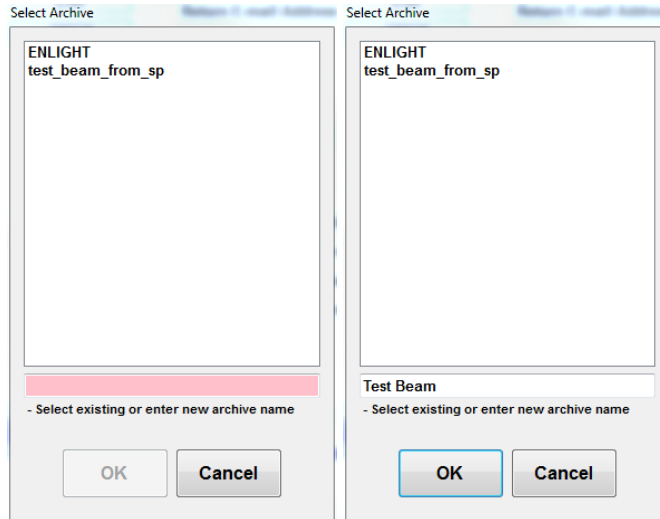 Select Archive
ENLIGHT
test_beam_from_sp
- Select existing or enter new archive name
OK
Cancel
Select Archive
ENLIGHT
test_beam_from_sp
Test Beam
- Select existing or enter new archive name
OK
Cancel